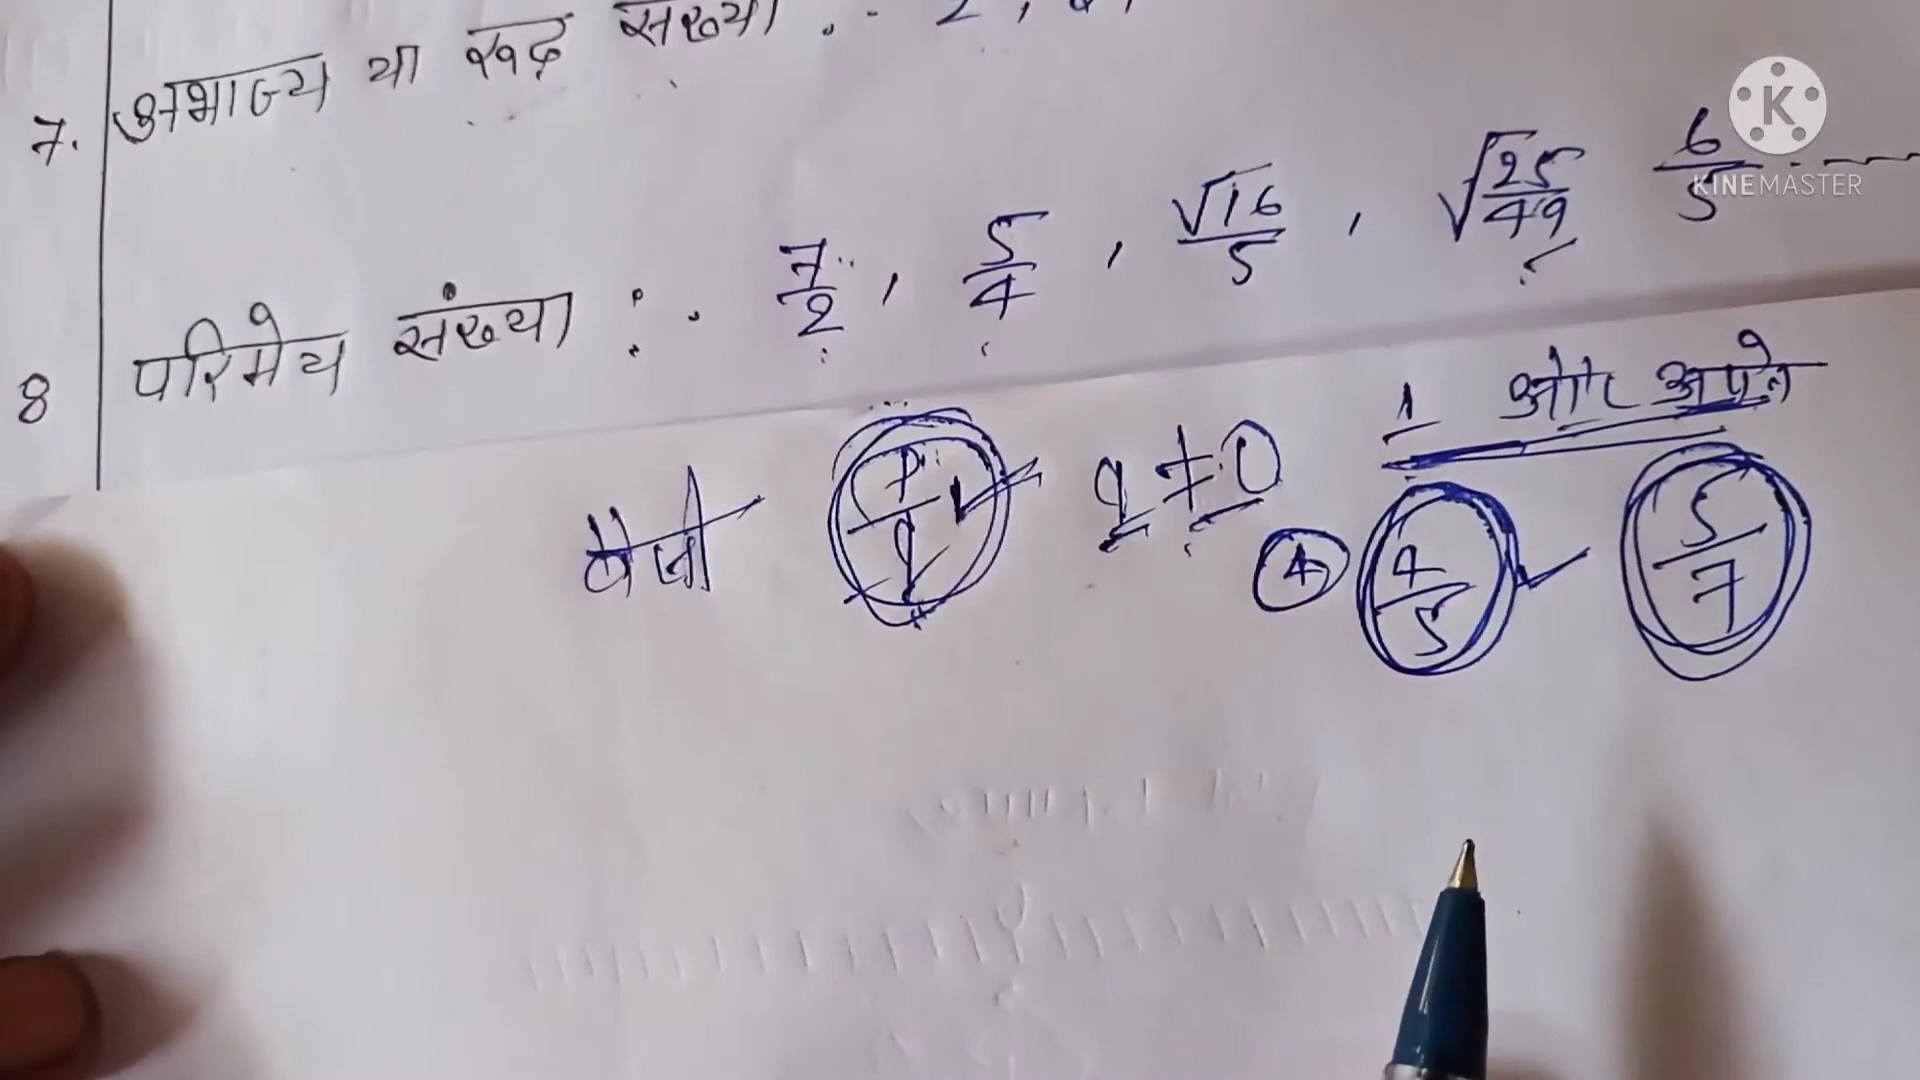 7. अभाज्य या रूढ़ संख्या :- 2,
K
KINEMASTER
8 परिमेय संख्या :- 7/2 , 5/4 , √16/5 , √25/49 6/5 ----
1 और अपने
p/q q ≠ 0
4 4/5 5/7